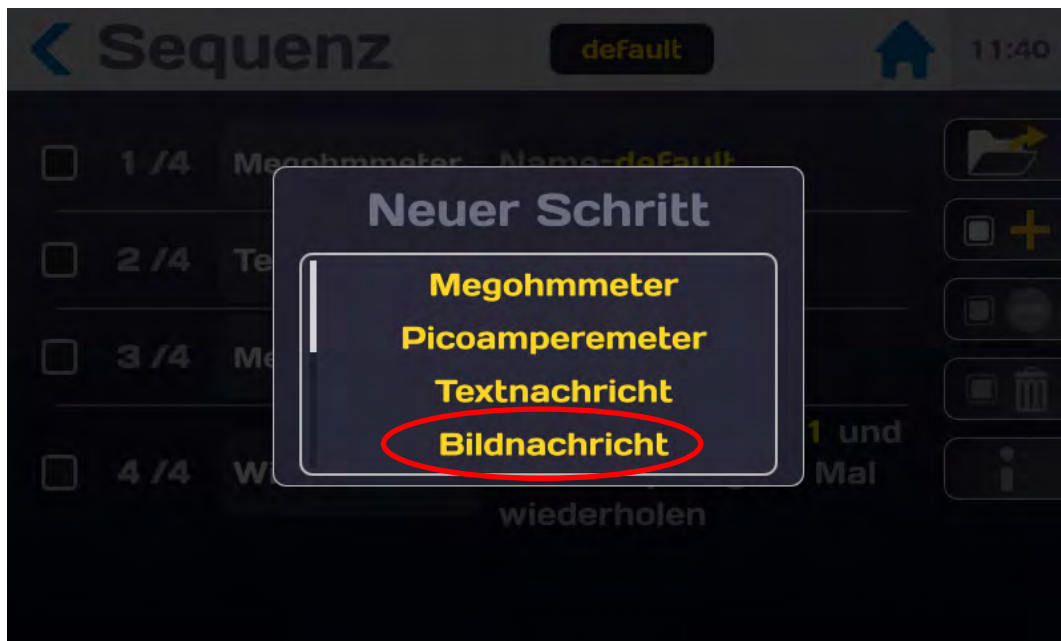 Sequenz default 11:40
1 /4 Megohmmeter Name=default
Neuer Schritt
2 /4
Megohmmeter
Picoamperemeter
3 /4
Textnachricht
Bildnachricht
1 und
4 /4 Mal
wiederholen